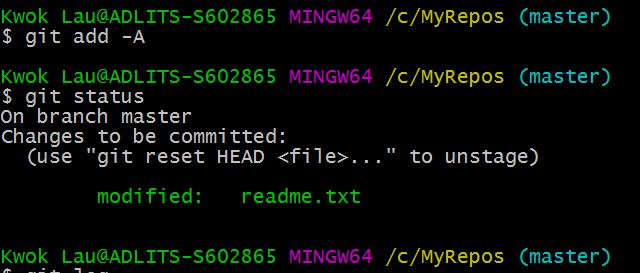 Kwok Lau@ADLITS-S602865 MINGW64 /c/MyRepos (master)
$ git add -A
Kwok Lau@ADLITS-S602865 MINGW64 /c/MyRepos (master)
$ git status
On branch master
Changes to be committed:
(use "git reset HEAD <file>..." to unstage)
modified: readme.txt
Kwok Lau@ADLITS-S602865 MINGW64 /c/MyRepos (master)
$ git log